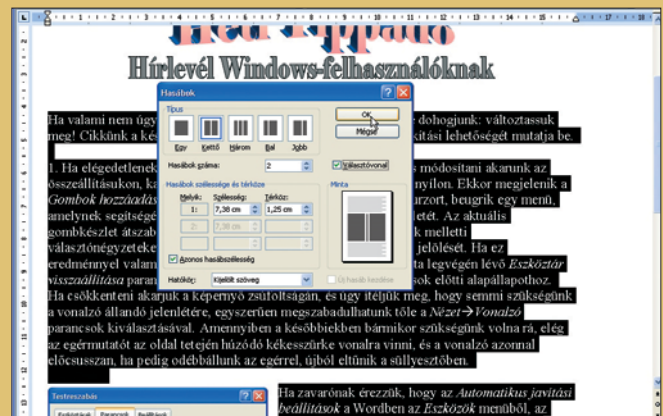 Heti Tippadó
Hírlevél Windows-felhasználóknak
Hasábok
Típus
Egy Kettő Három Bal Jobb
OK
Mégse
Hasábok száma: 2
Választóvonal
Hasábok szélessége és térköze
Melyik: Szélesség: Térköz:
1: 7,38 cm 1,25 cm
2: 7,38 cm
Azonos hasábszélesség
Minta
Hatókör: Kijelölt szöveg
Új hasáb kezdése
Ha valami nem úgy dohogjunk: változtassuk
meg! Cikkünk a kés kítási lehetőségét mutatja be.
1. Ha elégedetlenek s módosítani akarunk az
összeállításukon, ka nyílon. Ekkor megjelenik a
Gombok hozzáadás urzort, beugrik egy menü,
amelynek segítségé letét. Az aktuális
gombkészlet átszab k melletti
választónégyzeteke jelölését. Ha ez
eredménnyel valam ta legvégén lévő Eszköztár
visszaállítása paran sok előtti alapállapothoz.
Ha csökkenteni akarjuk a képernyő zsúfoltságán, és úgy ítéljük meg, hogy semmi szükségünk
a vonalzó állandó jelenlétére, egyszerűen megszabadulhatunk tőle a Nézet→Vonalzó
parancsok kiválasztásával. Amennyiben a későbbiekben bármikor szükségünk volna rá, elég
az egérmutatót az oldal tetején húzódó kékesszürke vonalra vinni, és a vonalzó azonnal
előcsusszan, ha pedig odébbállunk az egérrel, újból eltűnik a süllyesztőben.
Testreszabás
Eszköztárak Parancsok Beállítások
Ha zavarónak érezzük, hogy az Automatikus javítási
beállítások a Wordben az Eszközök menüből, az